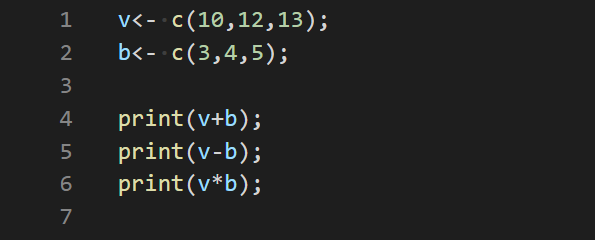 1 v<- c(10,12,13);
2 b<- c(3,4,5);
3
4 print(v+b);
5 print(v-b);
6 print(v*b);
7